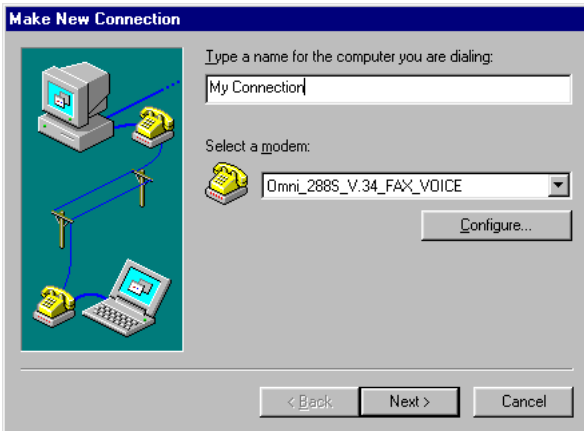 Make New Connection
Type a name for the computer you are dialing:
My Connection
Select a modem:
Omni_288S_V.34_FAX_VOICE
Configure...
< Back
Next >
Cancel